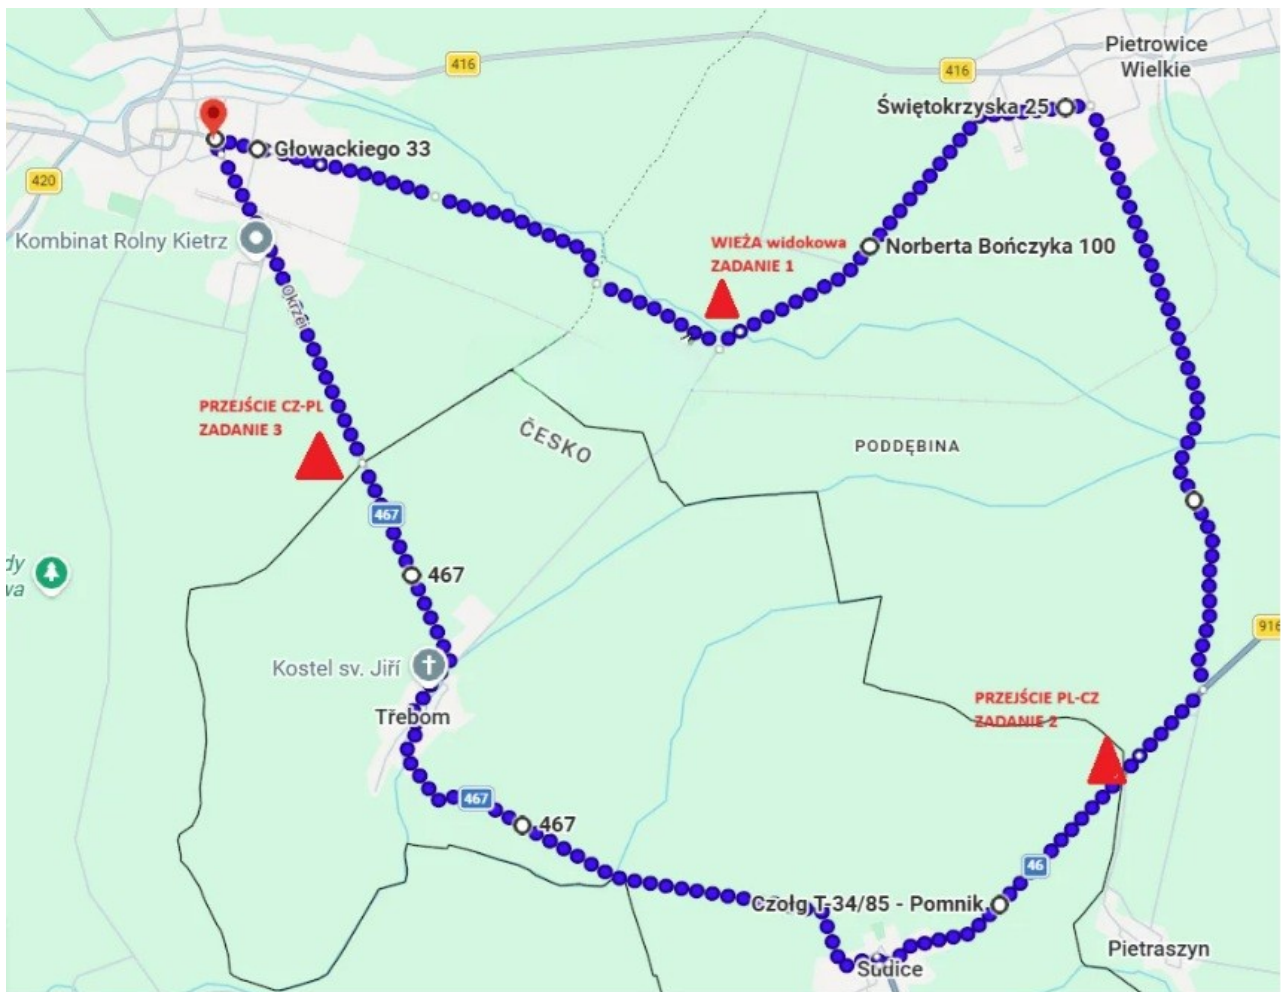 Pietrowice
Wielkie
416
416
Świętokrzyska 25
Głowackiego 33
420
Kombinat Rolny Kietrz
WIEŻA widokowa
ZADANIE 1
Norberta Bończyka 100
Okrzei
PRZEJŚCIE CZ-PL
ZADANIE 3
ČESKO
PODDĘBINA
467
467
916
Kostel sv. Jiří
Třebom
PRZEJŚCIE PL-CZ
ZADANIE 2
467
467
46
Czołg T-34/85 - Pomnik
Pietraszyn
Sudice